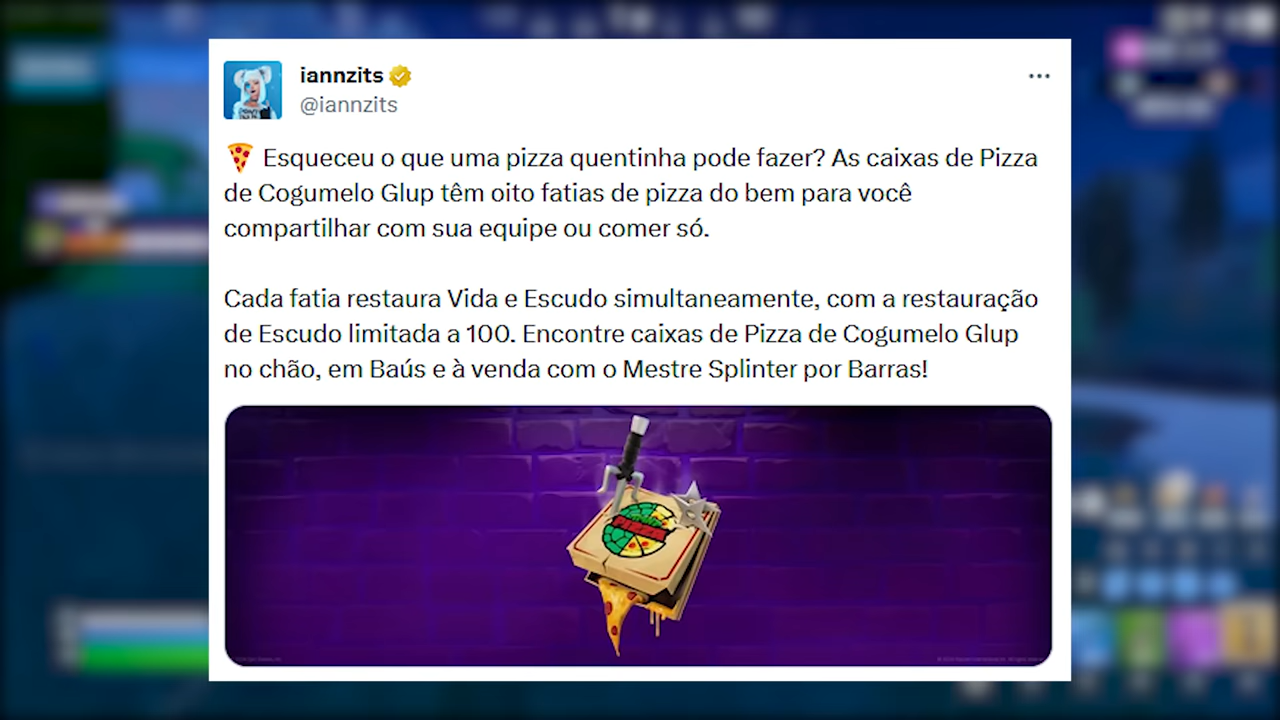 iannzits
@iannzits
🍕 Esqueceu o que uma pizza quentinha pode fazer? As caixas de Pizza
de Cogumelo Glup têm oito fatias de pizza do bem para você
compartilhar com sua equipe ou comer só.
Cada fatia restaura Vida e Escudo simultaneamente, com a restauração
de Escudo limitada a 100. Encontre caixas de Pizza de Cogumelo Glup
no chão, em Baús e à venda com o Mestre Splinter por Barras!
PIZZA